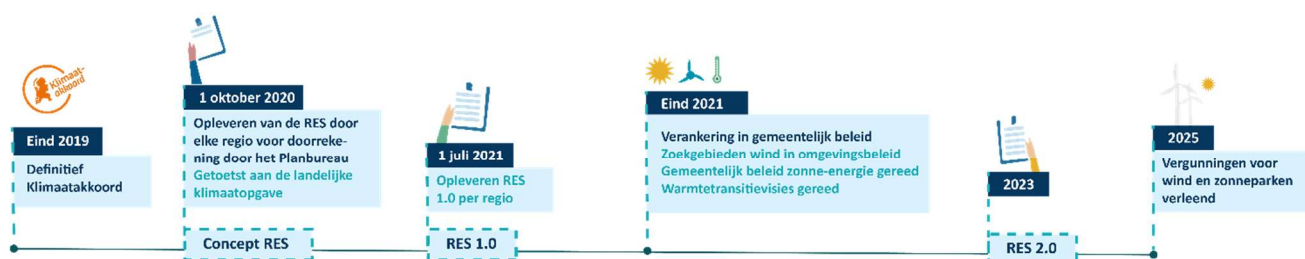 Klimaat-
akkoord
Eind 2019
Definitief
Klimaatakkoord
1 oktober 2020
Opleveren van de RES door
elke regio voor doorreke-
ning door het Planbureau
Getoetst aan de landelijke
klimaatopgave
Concept RES
1 juli 2021
Opleveren RES
1.0 per regio
RES 1.0
Eind 2021
Verankering in gemeentelijk beleid
Zoekgebieden wind in omgevingsbeleid
Gemeentelijk beleid zonne-energie gereed
Warmtetransitievisies gereed
2023
RES 2.0
2025
Vergunningen voor
wind en zonneparken
verleend